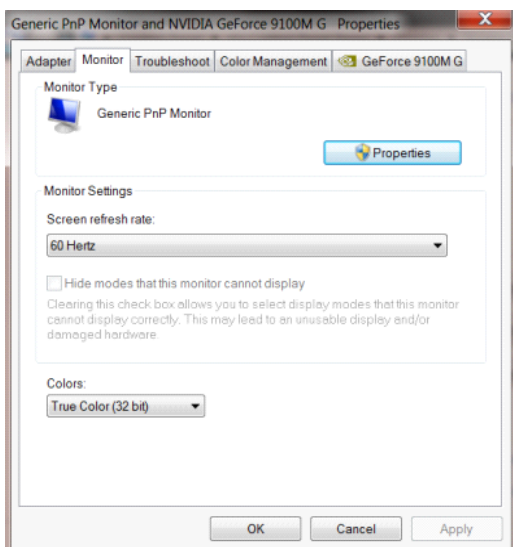 Generic PnP Monitor and NVIDIA GeForce 9100M G Properties
X
Adapter Monitor Troubleshoot Color Management GeForce 9100M G
Monitor Type
Generic PnP Monitor
Properties
Monitor Settings
Screen refresh rate:
60 Hertz
Hide modes that this monitor cannot display
Clearing this check box allows you to select display modes that this monitor
cannot display correctly. This may lead to an unusable display and/or
damaged hardware.
Colors:
True Color (32 bit)
OK Cancel Apply